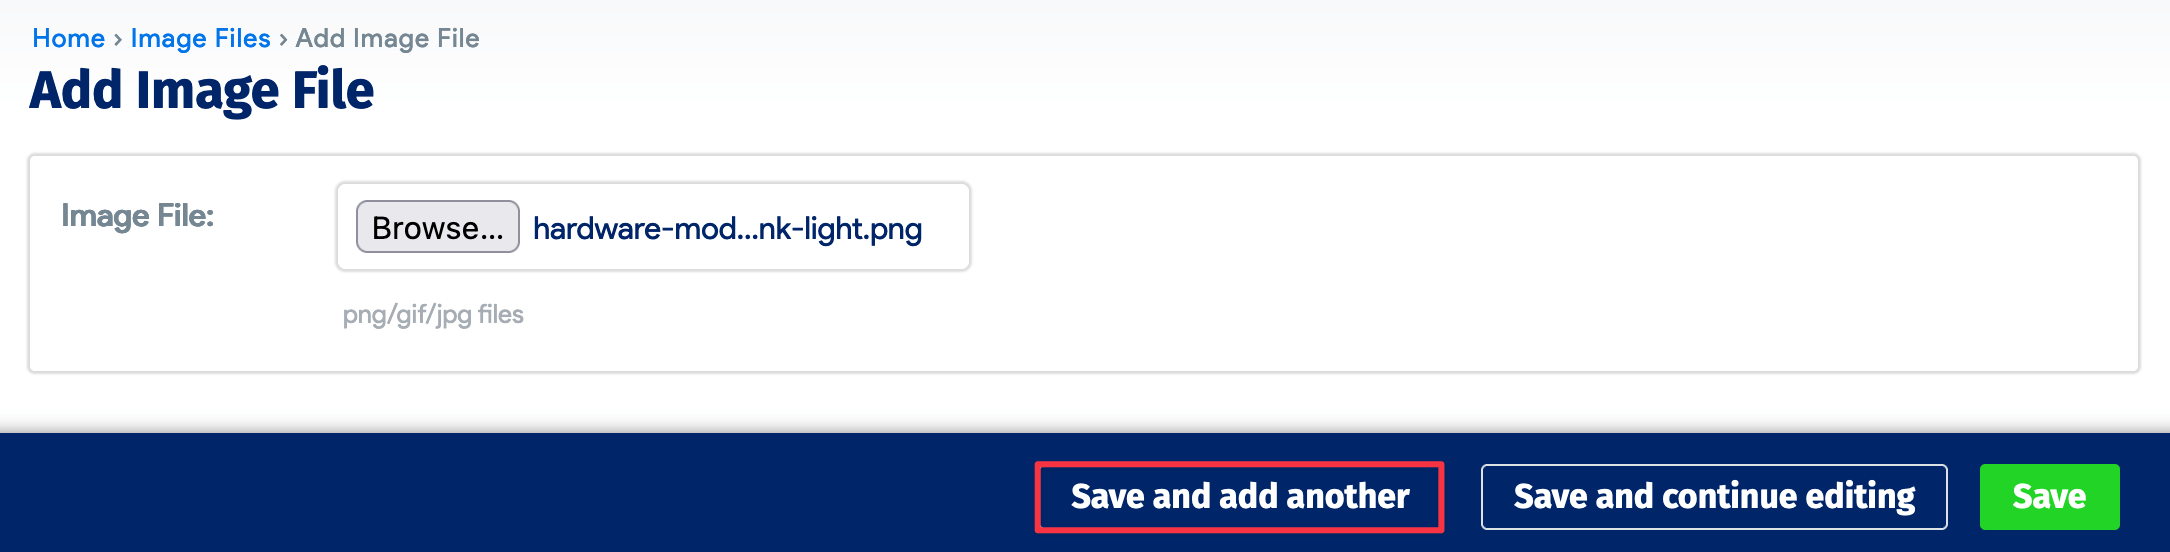 Home › Image Files › Add Image File
Add Image File
Image File:
Browse... hardware-mod...nk-light.png
png/gif/jpg files
Save and add another
Save and continue editing
Save